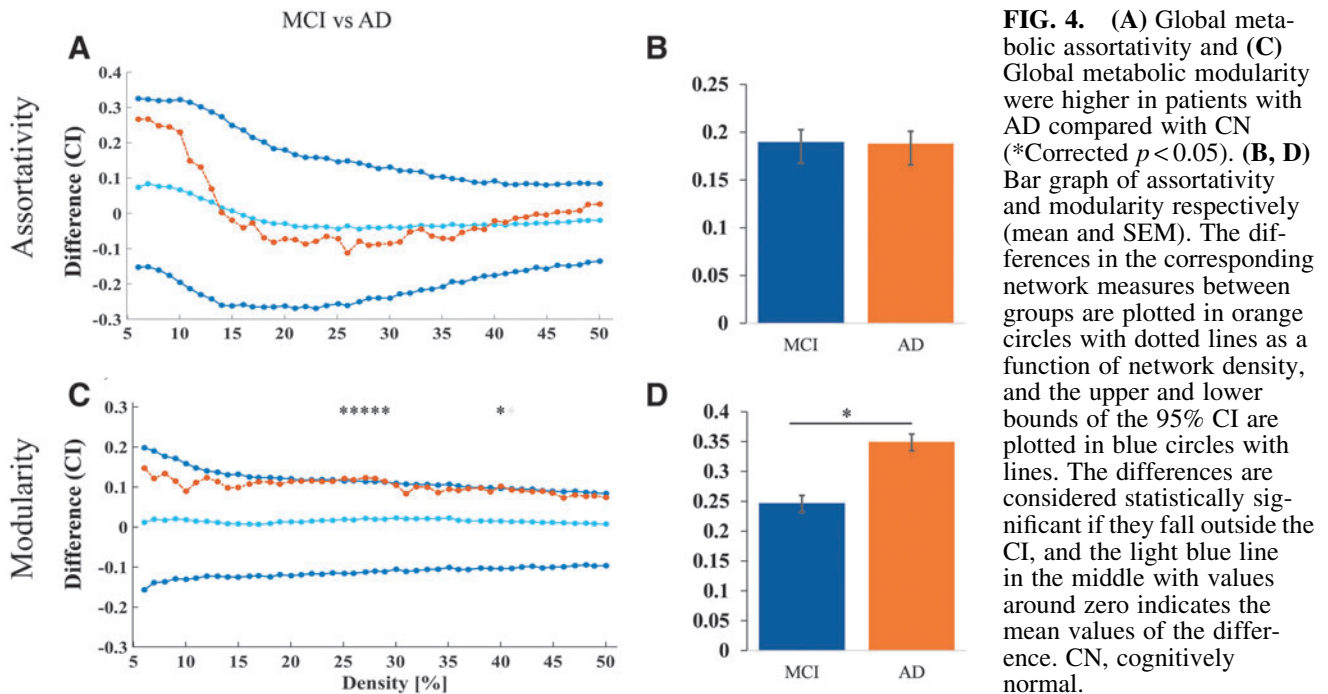 MCI vs AD
Assortativity
A
Difference (CI)
0.4
0.3
0.2
0.1
0
-0.1
-0.2
-0.3
5 10 15 20 25 30 35 40 45 50
B
0.25
0.2
0.15
0.1
0.05
0
MCI AD
Modularity
C
Difference (CI)
***** *
0.3
0.2
0.1
0
-0.1
-0.2
-0.3
5 10 15 20 25 30 35 40 45 50
Density [%]
D
*
0.4
0.35
0.3
0.25
0.2
0.15
0.1
0.05
0
MCI AD
FIG. 4. (A) Global meta-
bolic assortativity and (C)
Global metabolic modularity
were higher in patients with
AD compared with CN
(*Corrected p < 0.05). (B, D)
Bar graph of assortativity
and modularity respectively
(mean and SEM). The dif-
ferences in the corresponding
network measures between
groups are plotted in orange
circles with dotted lines as a
function of network density,
and the upper and lower
bounds of the 95% CI are
plotted in blue circles with
lines. The differences are
considered statistically sig-
nificant if they fall outside the
CI, and the light blue line
in the middle with values
around zero indicates the
mean values of the differ-
ence. CN, cognitively
normal.